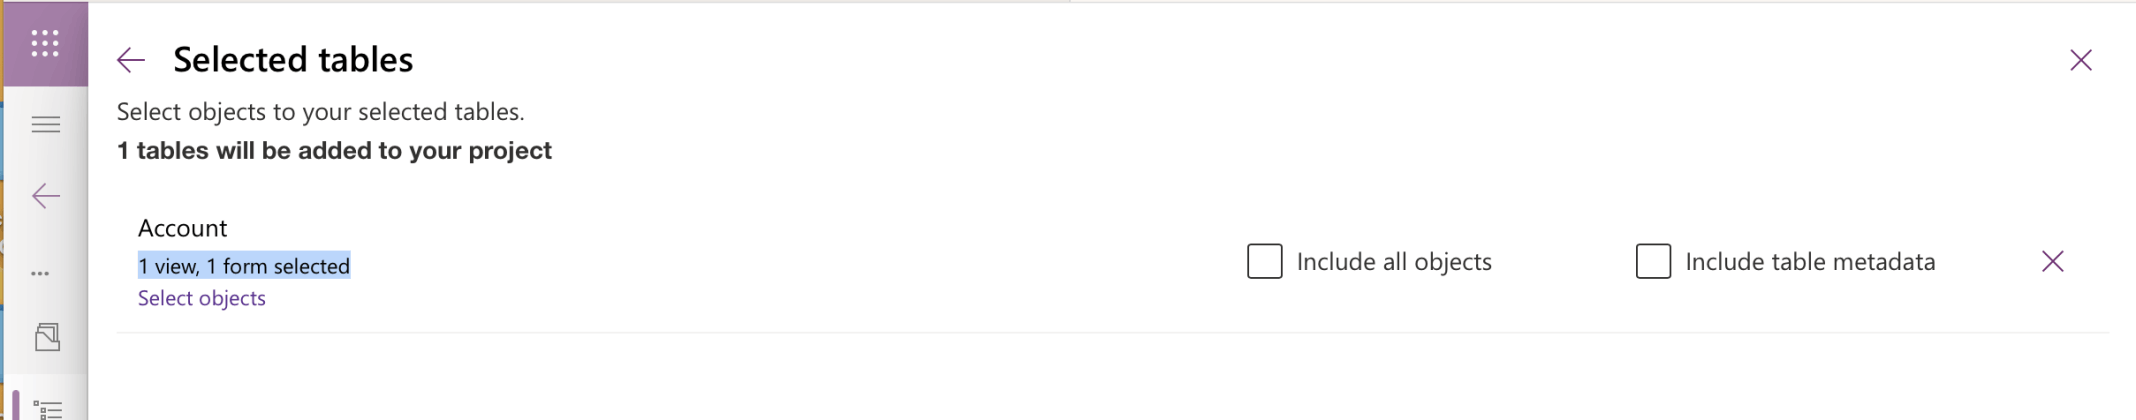 Selected tables
Select objects to your selected tables.
1 tables will be added to your project
Account
1 view, 1 form selected
Select objects
Include all objects
Include table metadata